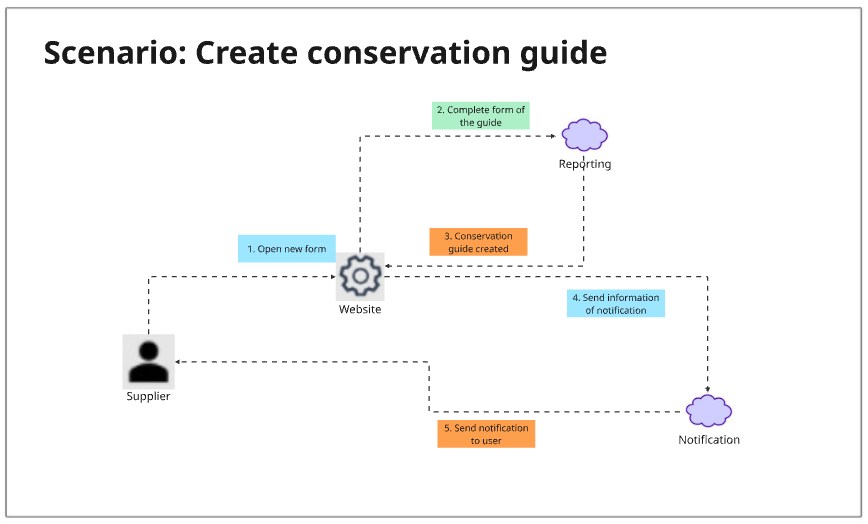 Scenario: Create conservation guide
2. Complete form of
the guide
Reporting
3. Conservation
guide created
1. Open new form
Website
4. Send information
of notification
Supplier
5. Send notification
to user
Notification